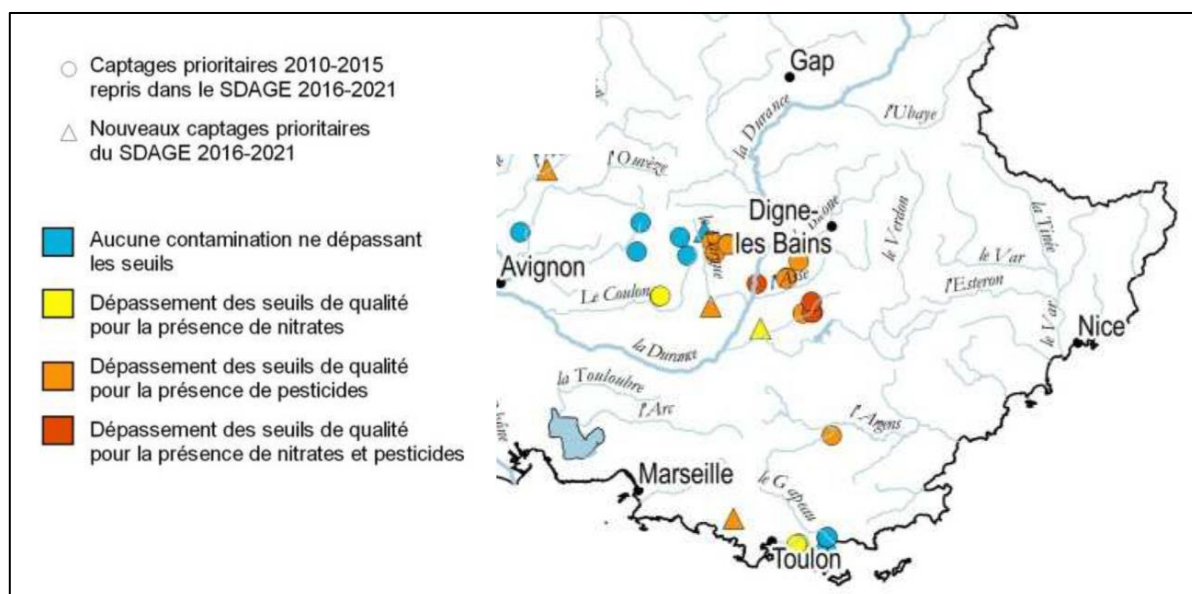 Captages prioritaires 2010-2015
repris dans le SDAGE 2016-2021
Nouveaux captages prioritaires
du SDAGE 2016-2021
Aucune contamination ne dépassant
les seuils
Dépassement des seuils de qualité
pour la présence de nitrates
Dépassement des seuils de qualité
pour la présence de pesticides
Dépassement des seuils de qualité
pour la présence de nitrates et pesticides
Gap
la Durance
l'Ubaye
l'Ouvèze
Digne-
les Bains
le Verdon
la Tinée
le Var
Avignon
l'Asse
l'Esteron
Le Coulon
le Var
Nice
la Durance
la Touloubre
l'Arc
l'Argens
Marseille
le Gapeau
Toulon